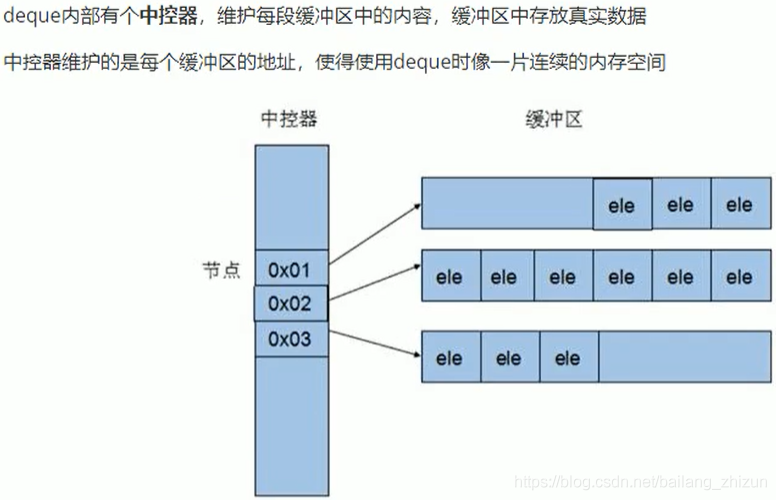 deque内部有个中控器，维护每段缓冲区中的内容，缓冲区中存放真实数据
中控器维护的是每个缓冲区的地址，使得使用deque时像一片连续的内存空间
中控器
缓冲区
ele ele ele
节点
0x01
ele ele ele ele ele ele
0x02
0x03
ele ele ele
https://blog.csdn.net/bailang_zhizun